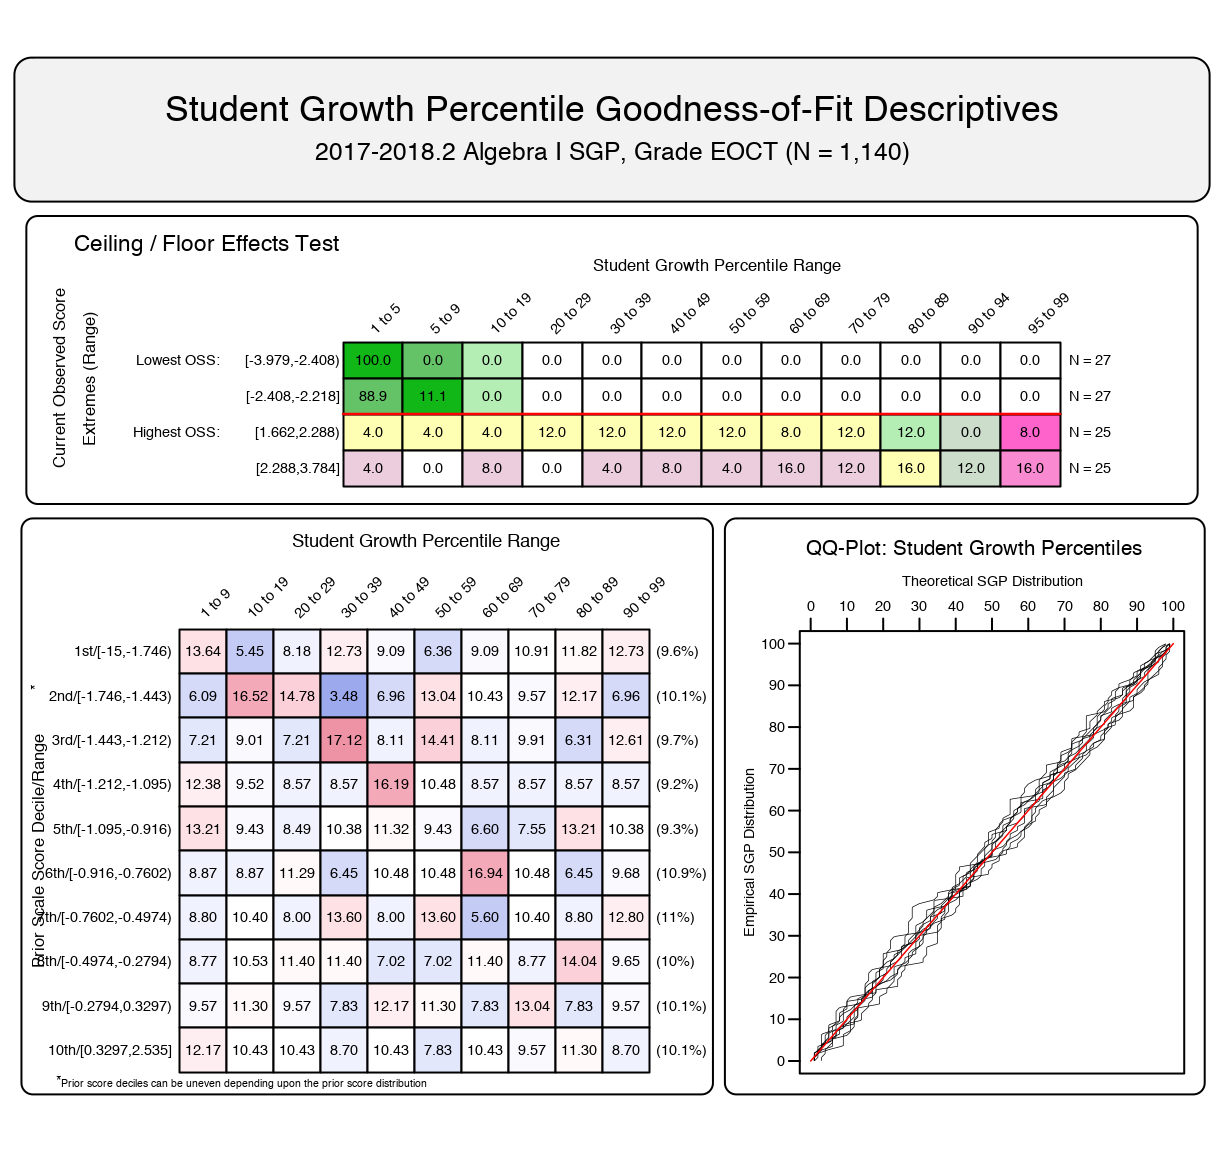 Student Growth Percentile Goodness-of-Fit Descriptives
2017-2018.2 Algebra I SGP, Grade EOCT (N = 1,140)
Ceiling / Floor Effects Test
Student Growth Percentile Range
Current Observed Score
Extremes (Range)
1 to 5 5 to 9 10 to 19 20 to 29 30 to 39 40 to 49 50 to 59 60 to 69 70 to 79 80 to 89 90 to 94 95 to 99
Lowest OSS: [-3.979,-2.408) 100.0 0.0 0.0 0.0 0.0 0.0 0.0 0.0 0.0 0.0 0.0 0.0 N = 27
[-2.408,-2.218] 88.9 11.1 0.0 0.0 0.0 0.0 0.0 0.0 0.0 0.0 0.0 0.0 N = 27
Highest OSS: [1.662,2.288) 4.0 4.0 4.0 12.0 12.0 12.0 12.0 8.0 12.0 12.0 0.0 8.0 N = 25
[2.288,3.784] 4.0 0.0 8.0 0.0 4.0 8.0 4.0 16.0 12.0 16.0 12.0 16.0 N = 25
Student Growth Percentile Range
1 to 9 10 to 19 20 to 29 30 to 39 40 to 49 50 to 59 60 to 69 70 to 79 80 to 89 90 to 99
* Prior Scale Score Decile/Range
1st/[-15,-1.746) 13.64 5.45 8.18 12.73 9.09 6.36 9.09 10.91 11.82 12.73 (9.6%)
2nd/[-1.746,-1.443) 6.09 16.52 14.78 3.48 6.96 13.04 10.43 9.57 12.17 6.96 (10.1%)
3rd/[-1.443,-1.212) 7.21 9.01 7.21 17.12 8.11 14.41 8.11 9.91 6.31 12.61 (9.7%)
4th/[-1.212,-1.095) 12.38 9.52 8.57 8.57 16.19 10.48 8.57 8.57 8.57 8.57 (9.2%)
5th/[-1.095,-0.916) 13.21 9.43 8.49 10.38 11.32 9.43 6.60 7.55 13.21 10.38 (9.3%)
6th/[-0.916,-0.7602) 8.87 8.87 11.29 6.45 10.48 10.48 16.94 10.48 6.45 9.68 (10.9%)
7th/[-0.7602,-0.4974) 8.80 10.40 8.00 13.60 8.00 13.60 5.60 10.40 8.80 12.80 (11%)
8th/[-0.4974,-0.2794) 8.77 10.53 11.40 11.40 7.02 7.02 11.40 8.77 14.04 9.65 (10%)
9th/[-0.2794,0.3297) 9.57 11.30 9.57 7.83 12.17 11.30 7.83 13.04 7.83 9.57 (10.1%)
10th/[0.3297,2.535] 12.17 10.43 10.43 8.70 10.43 7.83 10.43 9.57 11.30 8.70 (10.1%)
*Prior score deciles can be uneven depending upon the prior score distribution
QQ-Plot: Student Growth Percentiles
Theoretical SGP Distribution
0 10 20 30 40 50 60 70 80 90 100
Empirical SGP Distribution
100
90
80
70
60
50
40
30
20
10
0